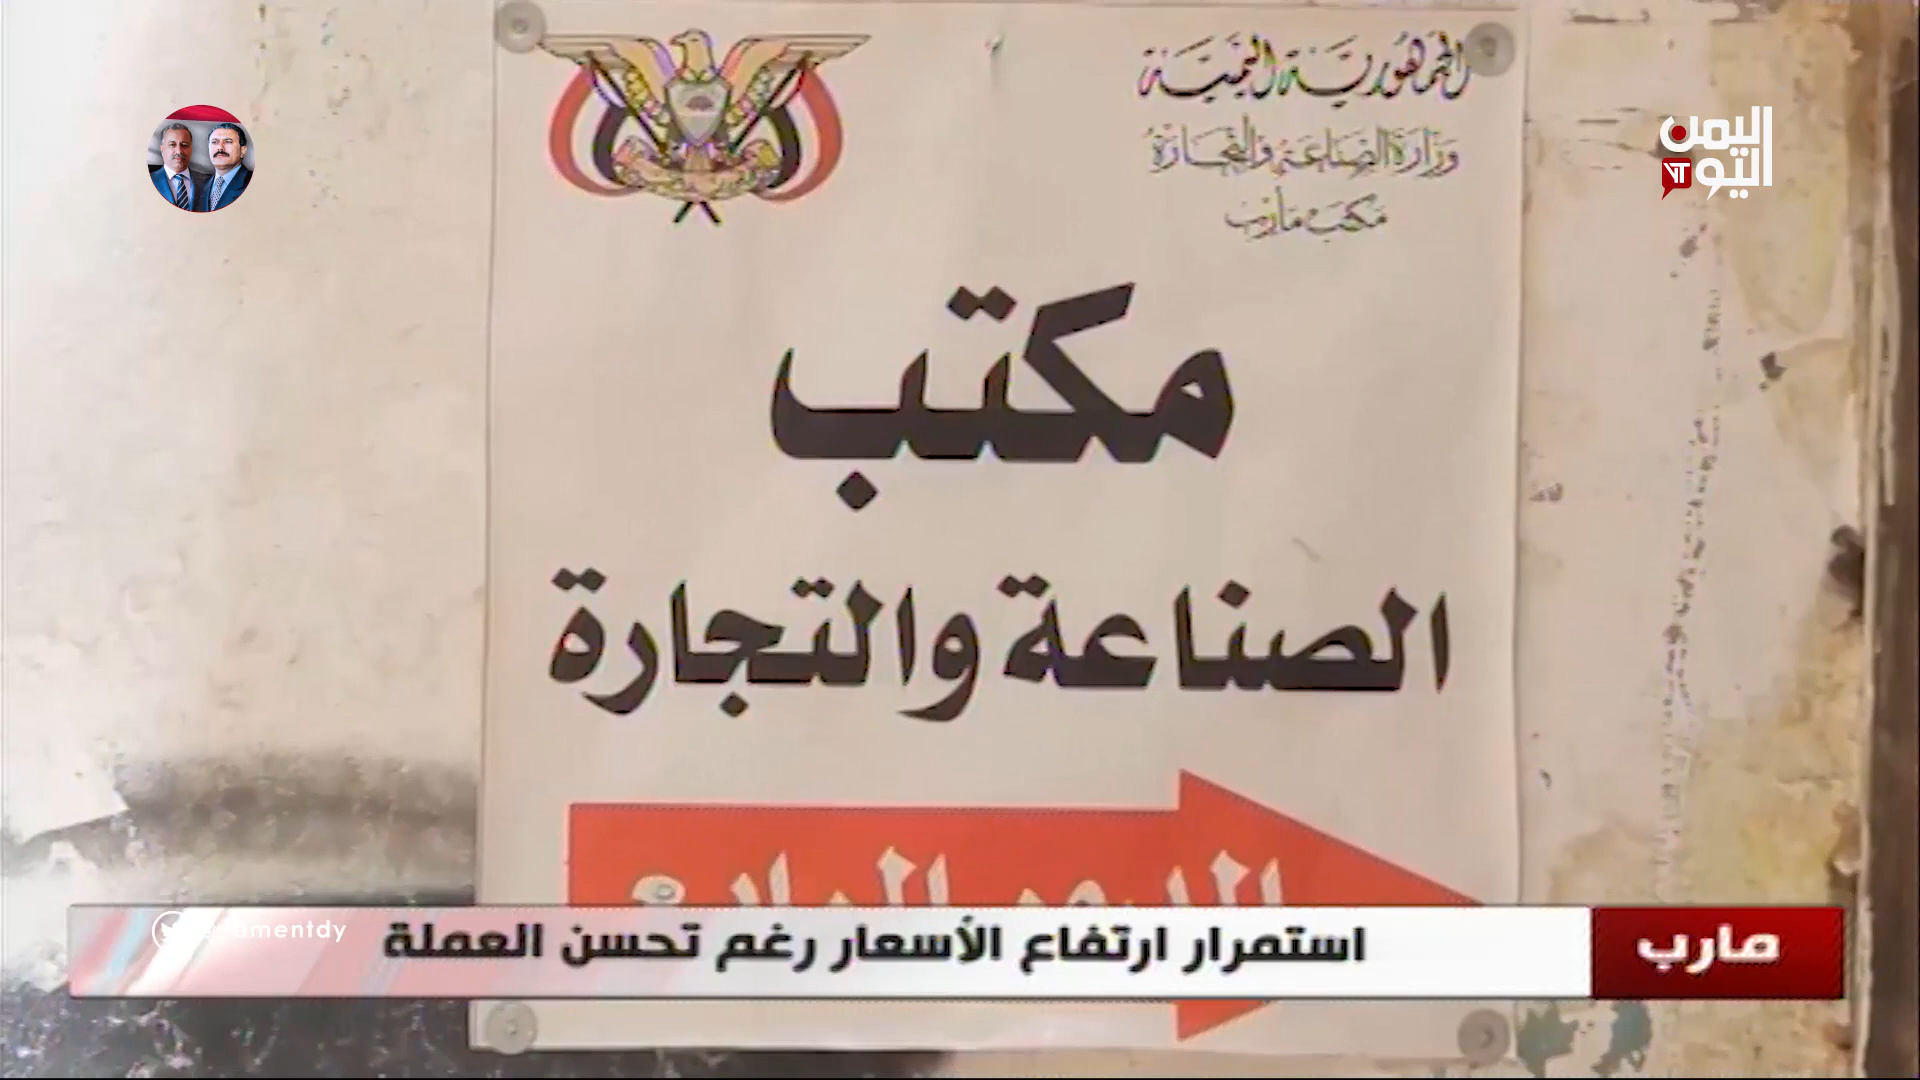 الجمهورية اليمنية
وزارة الصناعة والتجارة
مكتب مأرب
اليمن
اليوم
YT
مكتب
الصناعة والتجارة
مارب
استمرار ارتفاع الأسعار رغم تحسن العملة